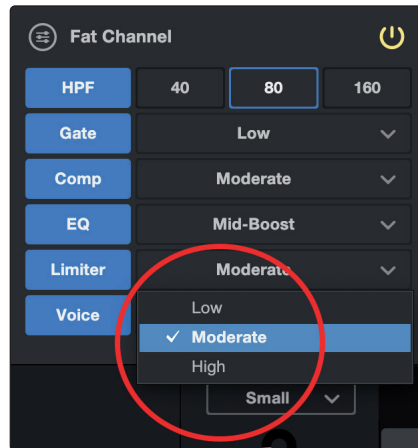 Fat Channel
HPF 40 80 160
Gate Low
Comp Moderate
EQ Mid-Boost
Limiter Moderate
Voice
Low
✓ Moderate
High
Small